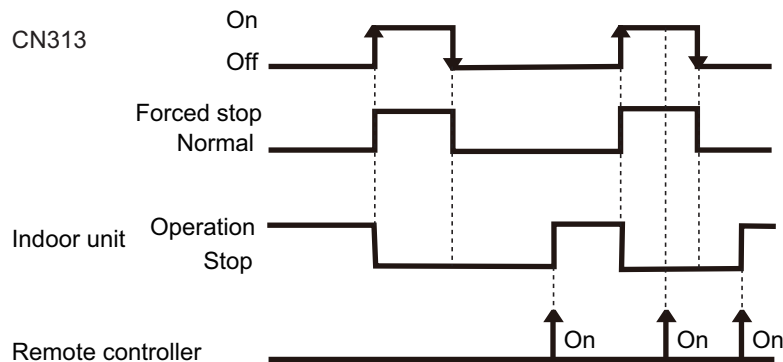 On
CN313
Off
Forced stop
Normal
Operation
Indoor unit
Stop
On
On
On
Remote controller